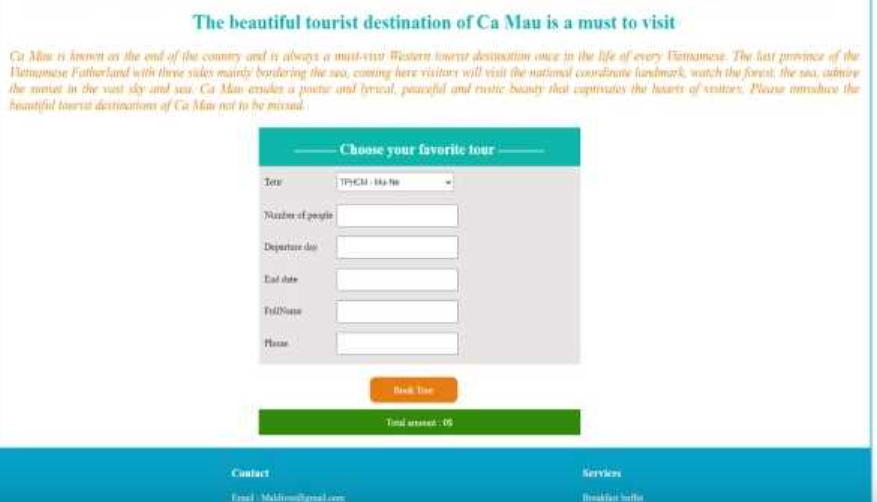 The beautiful tourist destination of Ca Mau is a must to visit
Ca Mau is known as the end of the country and is always a must-visit Western tourist destination once in the life of every Vietnamese. The last province of the
Vietnamese Fatherland with three sides mainly bordering the sea, coming here visitors will visit the national coordinate landmark, watch the forest, the sea, admire
the sunset in the vast sky and sea. Ca Mau exudes a poetic and lyrical, peaceful and rustic beauty that captivates the hearts of visitors. Please introduce the
beautiful tourist destinations of Ca Mau not to be missed.
Choose your favorite tour
Tour TPHCM - Mui Ne
Number of people
Departure day
End date
FullName
Phone
Book Tour
Total amount : 0$
Contact Services
Email : Breakfast buffet